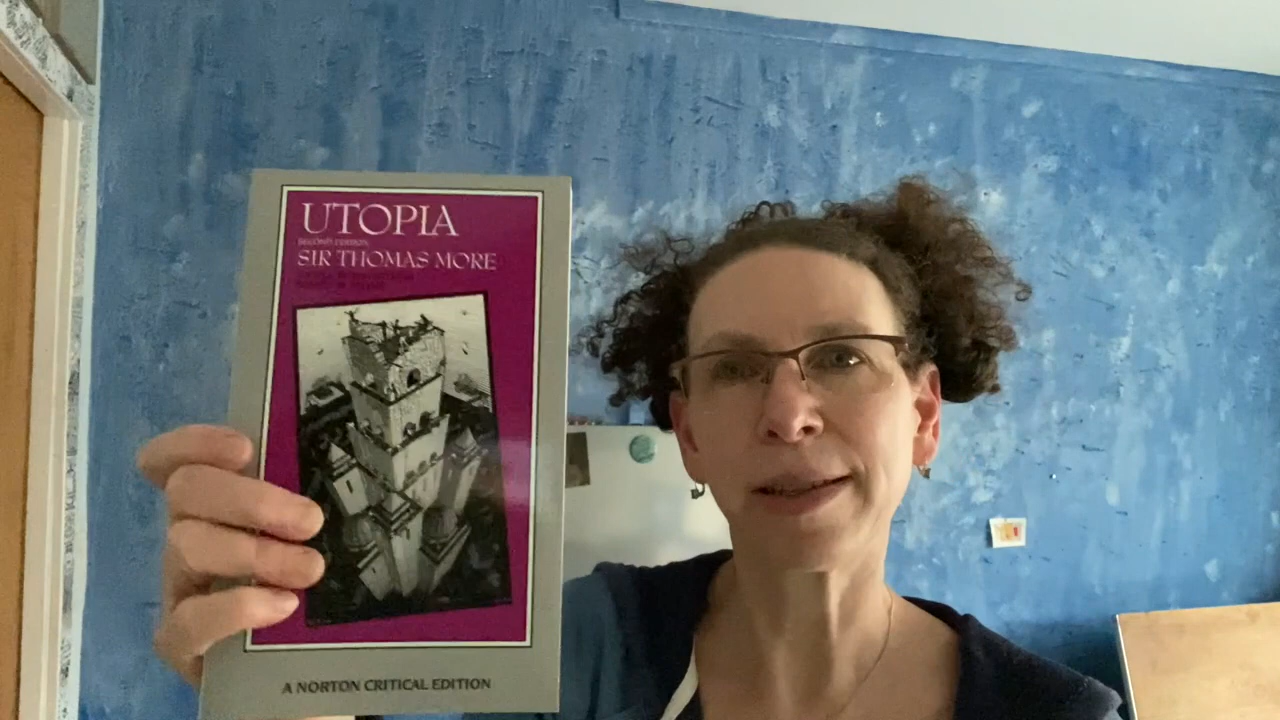 UTOPIA
SECOND EDITION
SIR THOMAS MORE
A NORTON CRITICAL EDITION